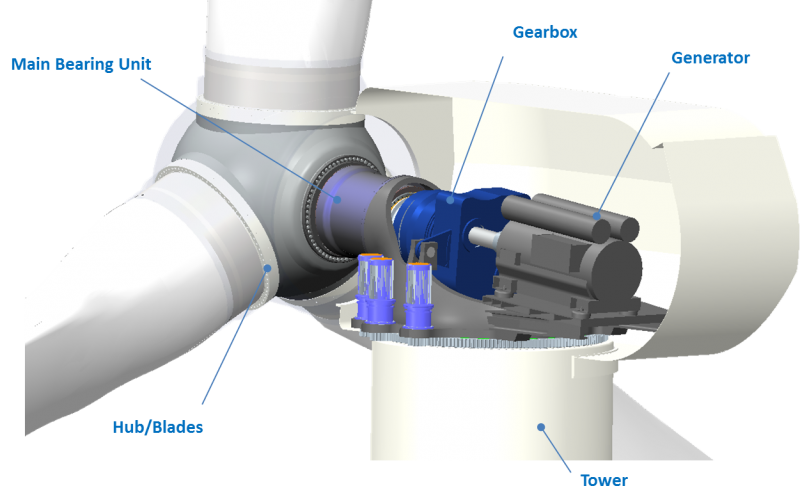 Gearbox
Main Bearing Unit
Generator
Hub/Blades
Tower